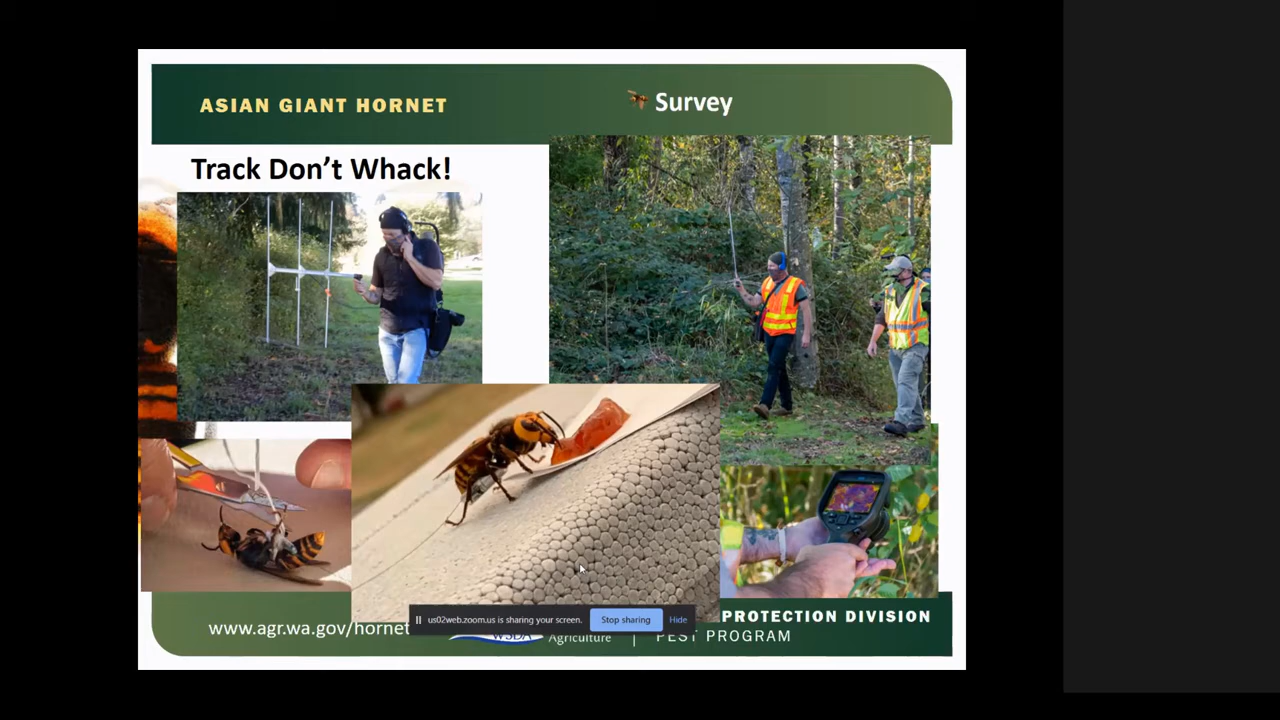 ASIAN GIANT HORNET
Survey
Track Don't Whack!
us02web.zoom.us is sharing your screen.
Stop sharing
Hide
www.agr.wa.gov/hornet
WSDA
Agriculture
PROTECTION DIVISION
PEST PROGRAM